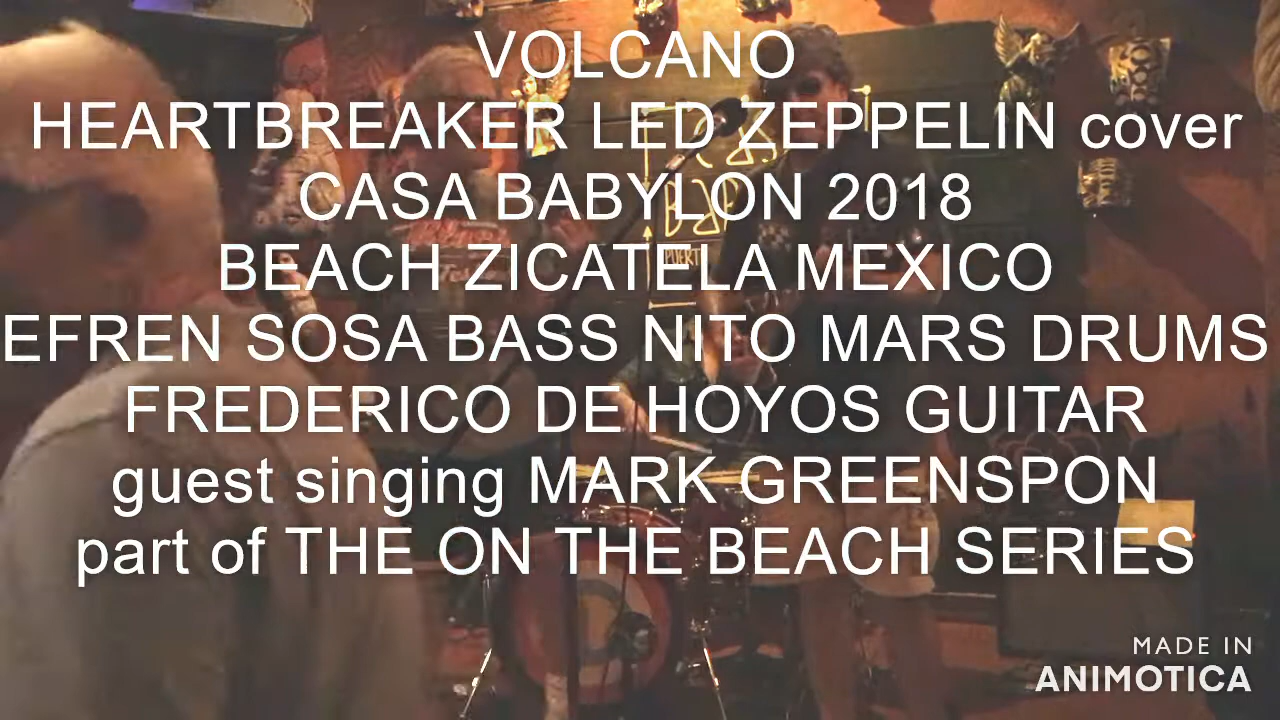 VOLCANO
HEARTBREAKER LED ZEPPELIN cover
CASA BABYLON 2018
BEACH ZICATELA MEXICO
EFREN SOSA BASS NITO MARS DRUMS
FREDERICO DE HOYOS GUITAR
guest singing MARK GREENSPON
part of THE ON THE BEACH SERIES
MADE IN
ANIMOTICA